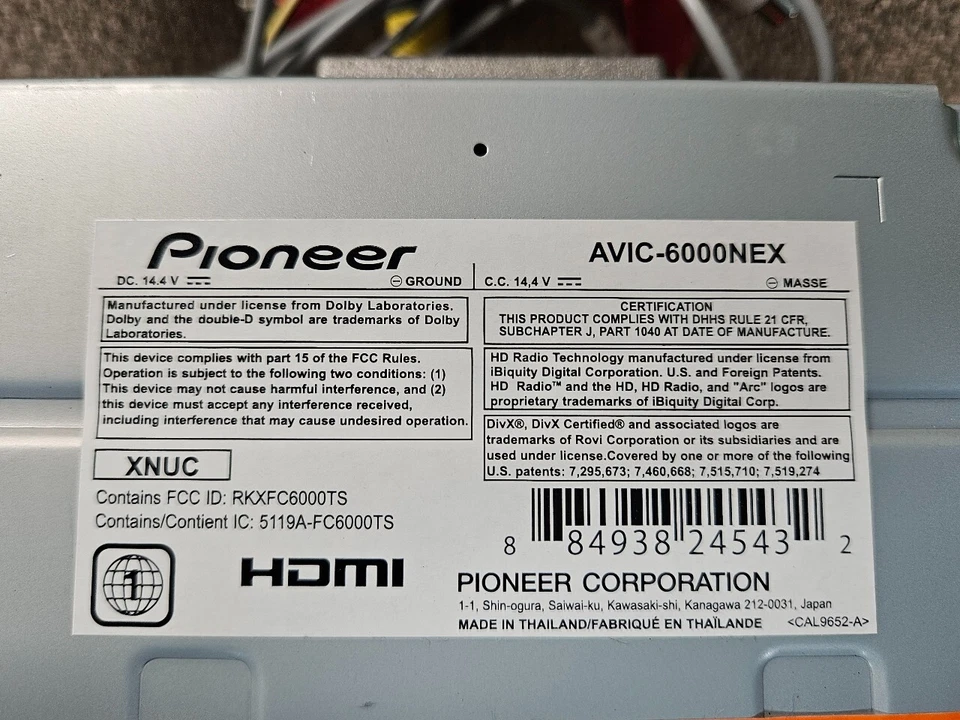 Pioneer
AVIC-6000NEX
DC. 14.4 V ⎓ ⊖ GROUND
C.C. 14,4 V ⎓ ⊖ MASSE
Manufactured under license from Dolby Laboratories.
Dolby and the double-D symbol are trademarks of Dolby
Laboratories.
This device complies with part 15 of the FCC Rules.
Operation is subject to the following two conditions: (1)
This device may not cause harmful interference, and (2)
this device must accept any interference received,
including interference that may cause undesired operation.
XNUC
Contains FCC ID: RKXFC6000TS
Contains/Contient IC: 5119A-FC6000TS
1
HDMI
CERTIFICATION
THIS PRODUCT COMPLIES WITH DHHS RULE 21 CFR,
SUBCHAPTER J, PART 1040 AT DATE OF MANUFACTURE.
HD Radio Technology manufactured under license from
iBiquity Digital Corporation. U.S. and Foreign Patents.
HD Radio™ and the HD, HD Radio, and "Arc" logos are
proprietary trademarks of iBiquity Digital Corp.
DivX®, DivX Certified® and associated logos are
trademarks of Rovi Corporation or its subsidiaries and are
used under license.Covered by one or more of the following
U.S. patents: 7,295,673; 7,460,668; 7,515,710; 7,519,274
8 84938 24543 2
PIONEER CORPORATION
1-1, Shin-ogura, Saiwai-ku, Kawasaki-shi, Kanagawa 212-0031, Japan
MADE IN THAILAND/FABRIQUÉ EN THAÏLANDE <CAL9652-A>